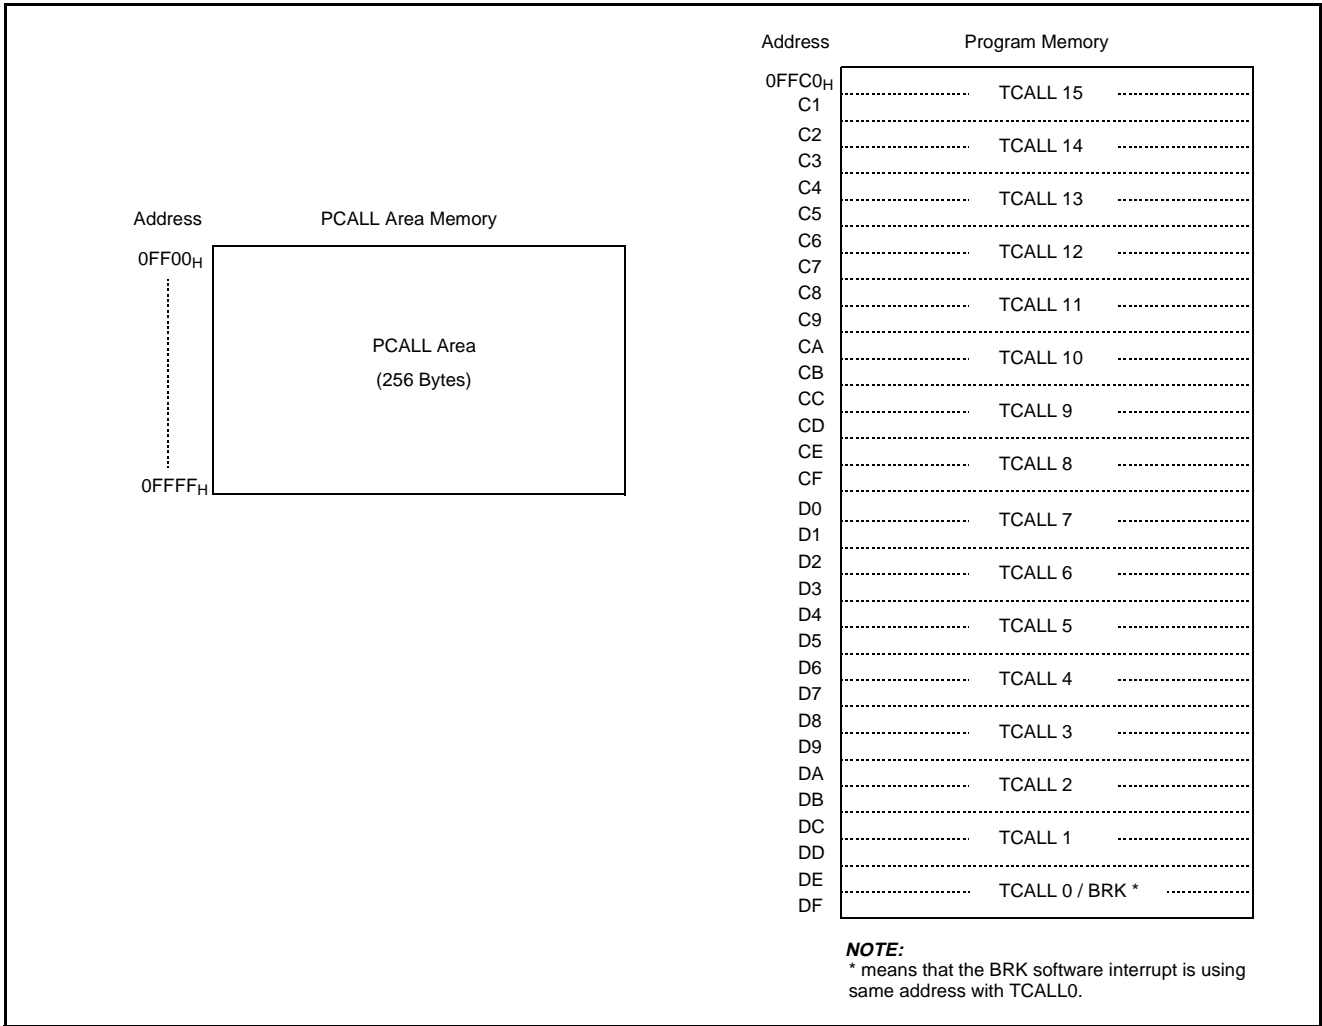 Address PCALL Area Memory
0FF00H
PCALL Area
(256 Bytes)
0FFFFH
Address Program Memory
0FFC0H
TCALL 15
C1
C2
TCALL 14
C3
C4
TCALL 13
C5
C6
TCALL 12
C7
C8
TCALL 11
C9
CA
TCALL 10
CB
CC
TCALL 9
CD
CE
TCALL 8
CF
D0
TCALL 7
D1
D2
TCALL 6
D3
D4
TCALL 5
D5
D6
TCALL 4
D7
D8
TCALL 3
D9
DA
TCALL 2
DB
DC
TCALL 1
DD
DE
TCALL 0 / BRK *
DF
NOTE:
* means that the BRK software interrupt is using
same address with TCALL0.